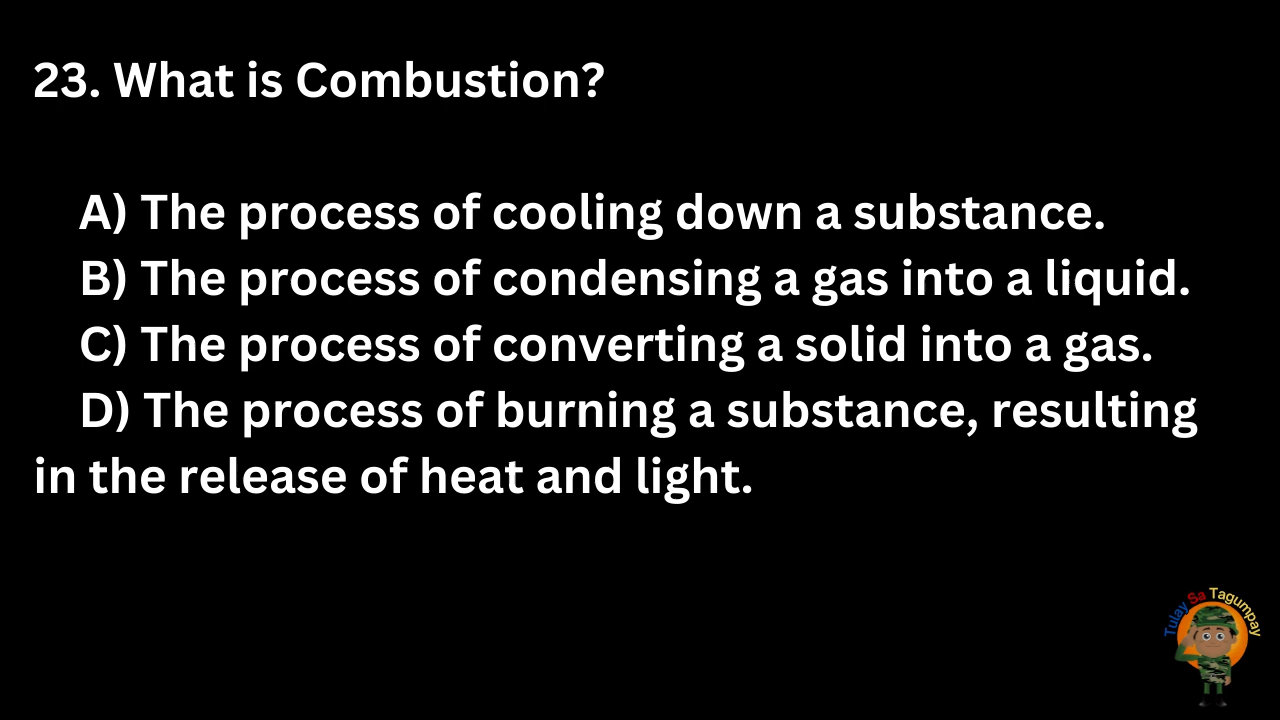 23. What is Combustion?
A) The process of cooling down a substance.
B) The process of condensing a gas into a liquid.
C) The process of converting a solid into a gas.
D) The process of burning a substance, resulting
in the release of heat and light.
Tulay Sa Tagumpay